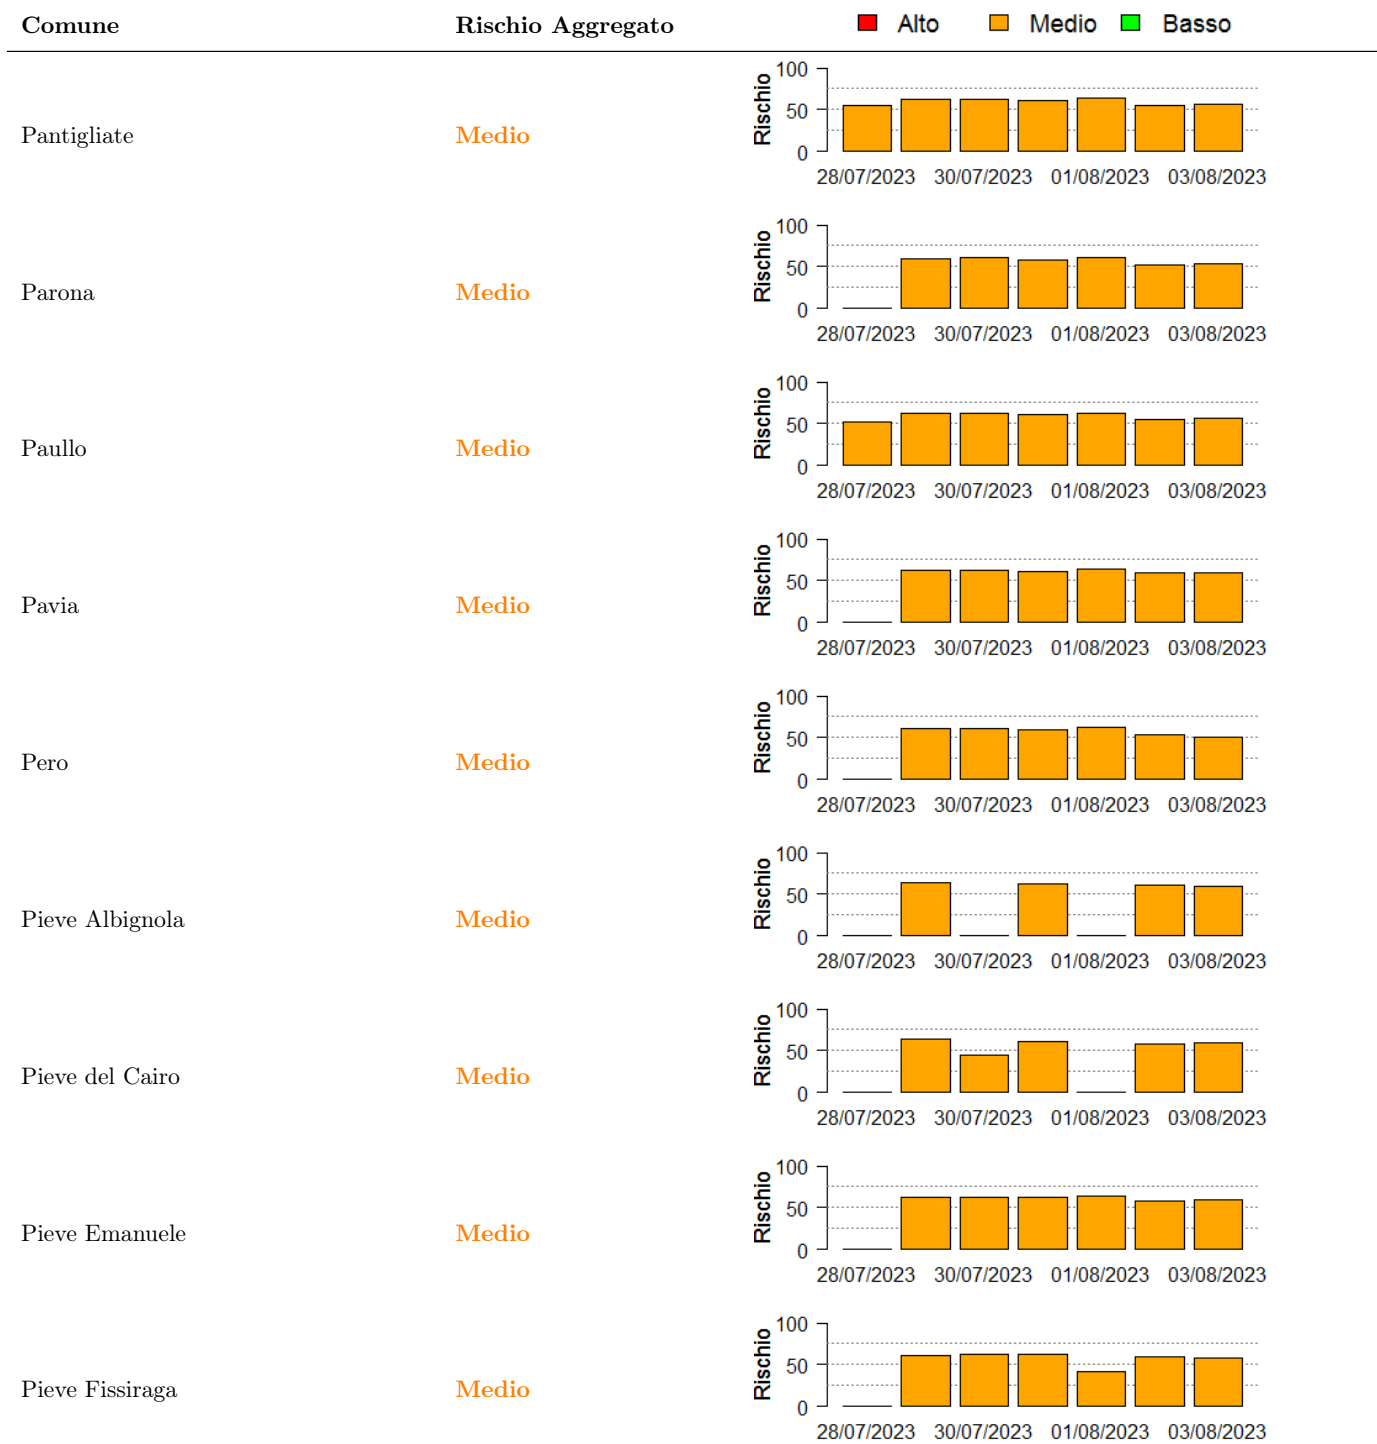 Comune Rischio Aggregato Alto Medio Basso
Pantigliate Medio Rischio 100 50 0
28/07/2023 30/07/2023 01/08/2023 03/08/2023
Parona Medio Rischio 100 50 0
28/07/2023 30/07/2023 01/08/2023 03/08/2023
Paullo Medio Rischio 100 50 0
28/07/2023 30/07/2023 01/08/2023 03/08/2023
Pavia Medio Rischio 100 50 0
28/07/2023 30/07/2023 01/08/2023 03/08/2023
Pero Medio Rischio 100 50 0
28/07/2023 30/07/2023 01/08/2023 03/08/2023
Pieve Albignola Medio Rischio 100 50 0
28/07/2023 30/07/2023 01/08/2023 03/08/2023
Pieve del Cairo Medio Rischio 100 50 0
28/07/2023 30/07/2023 01/08/2023 03/08/2023
Pieve Emanuele Medio Rischio 100 50 0
28/07/2023 30/07/2023 01/08/2023 03/08/2023
Pieve Fissiraga Medio Rischio 100 50 0
28/07/2023 30/07/2023 01/08/2023 03/08/2023